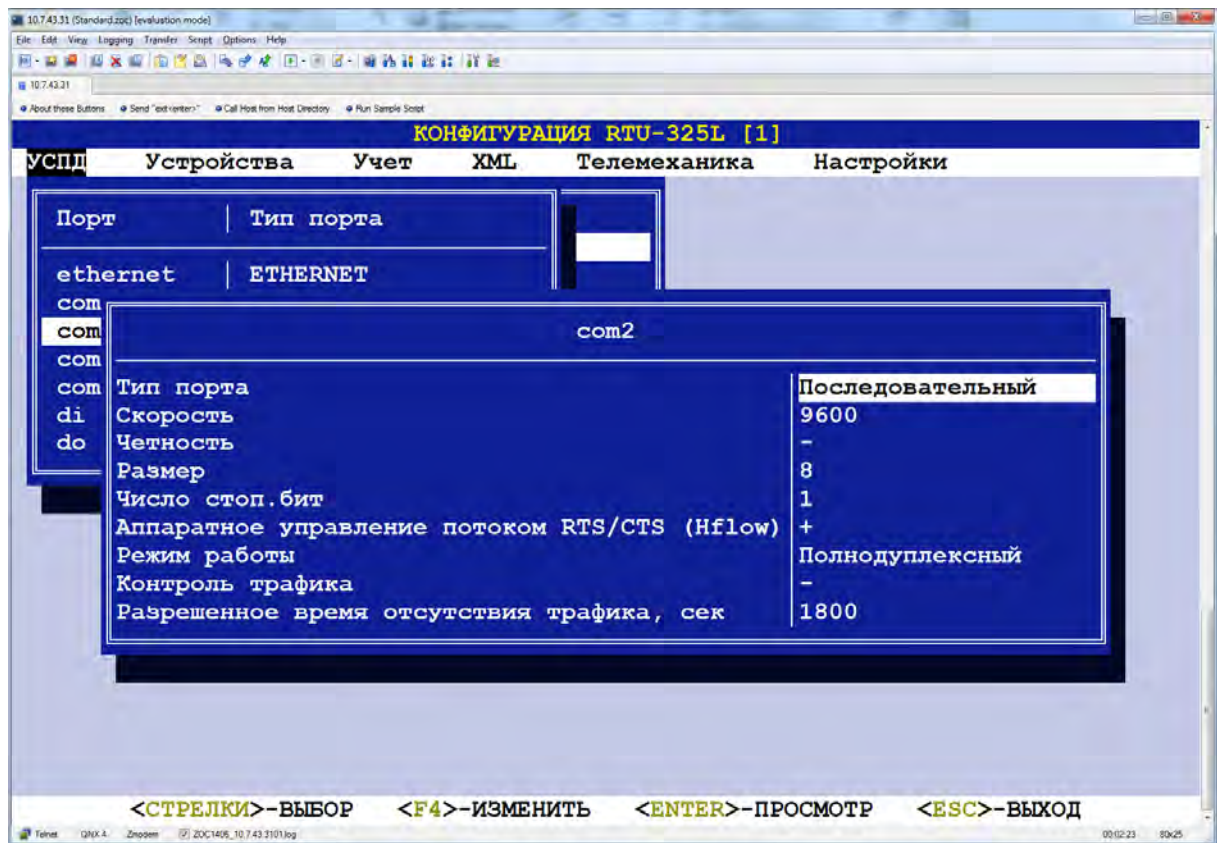 10.7.43.31 (Standard.zoc) [evaluation mode]
File Edit View Logging Transfer Script Options Help
10.7.43.31
About these Buttons Send "exit<enter>" Call Host from Host Directory Run Sample Script
КОНФИГУРАЦИЯ RTU-325L [1]
УСПД Устройства Учет XML Телемеханика Настройки
Порт Тип порта
ethernet ETHERNET
com
com
com
com
di
do
com2
Тип порта Последовательный
Скорость 9600
Четность -
Размер 8
Число стоп.бит 1
Аппаратное управление потоком RTS/CTS (Hflow) +
Режим работы Полнодуплексный
Контроль трафика -
Разрешенное время отсутствия трафика, сек 1800
<СТРЕЛКИ>-ВЫБОР <F4>-ИЗМЕНИТЬ <ENTER>-ПРОСМОТР <ESC>-ВЫХОД
Telnet QNX 4 Zmodem ZOC1406_10.7.43.3101.log 00:02:23 80x25